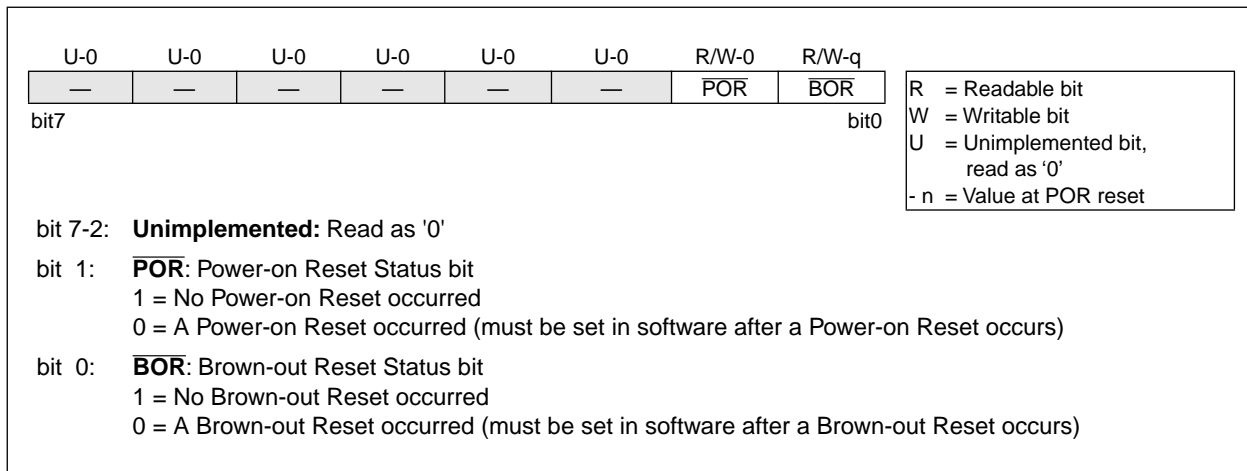 U-0 U-0 U-0 U-0 U-0 U-0 R/W-0 R/W-q
— — — — — — P̅O̅R̅ B̅O̅R̅
bit7 bit0
R = Readable bit
W = Writable bit
U = Unimplemented bit,
read as ‘0’
- n = Value at POR reset
bit 7-2: Unimplemented: Read as '0'
bit 1: P̅O̅R̅: Power-on Reset Status bit
1 = No Power-on Reset occurred
0 = A Power-on Reset occurred (must be set in software after a Power-on Reset occurs)
bit 0: B̅O̅R̅: Brown-out Reset Status bit
1 = No Brown-out Reset occurred
0 = A Brown-out Reset occurred (must be set in software after a Brown-out Reset occurs)